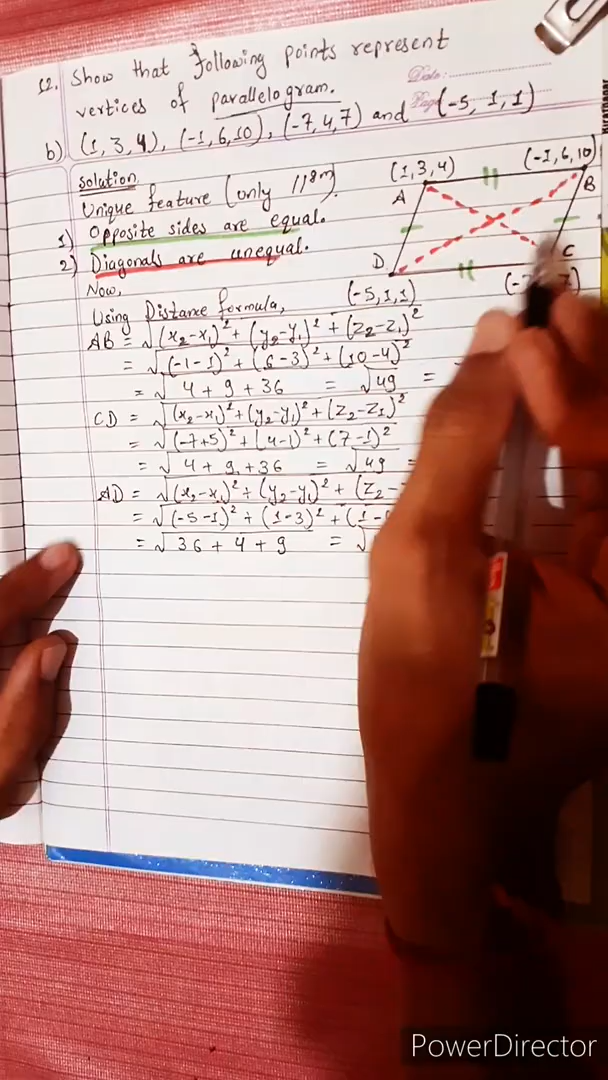 12. Show that following points represent
vertices of parallelogram.
Date:
b) (1, 3, 4), (-1, 6, 10), (-7, 4, 7) and (-5, 1, 1)
solution.
Unique feature (only 11gm)
1) Opposite sides are equal.
2) Diagonals are unequal.
(1, 3, 4)
(-1, 6, 10)
A
B
C
D
(-5, 1, 1)
Now,
Using Distance formula,
AB = √(x₂-x₁)² + (y₂-y₁)² + (z₂-z₁)²
= √(-1-1)² + (6-3)² + (10-4)²
= √4 + 9 + 36 = √49 =
CD = √(x₂-x₁)² + (y₂-y₁)² + (z₂-z₁)²
= √(-7+5)² + (4-1)² + (7-1)²
= √4 + 9 + 36 = √49 =
AD = √(x₂-x₁)² + (y₂-y₁)² + (z₂-
= √(-5-1)² + (1-3)² + (1-
= √36 + 4 + 9 = √
PowerDirector